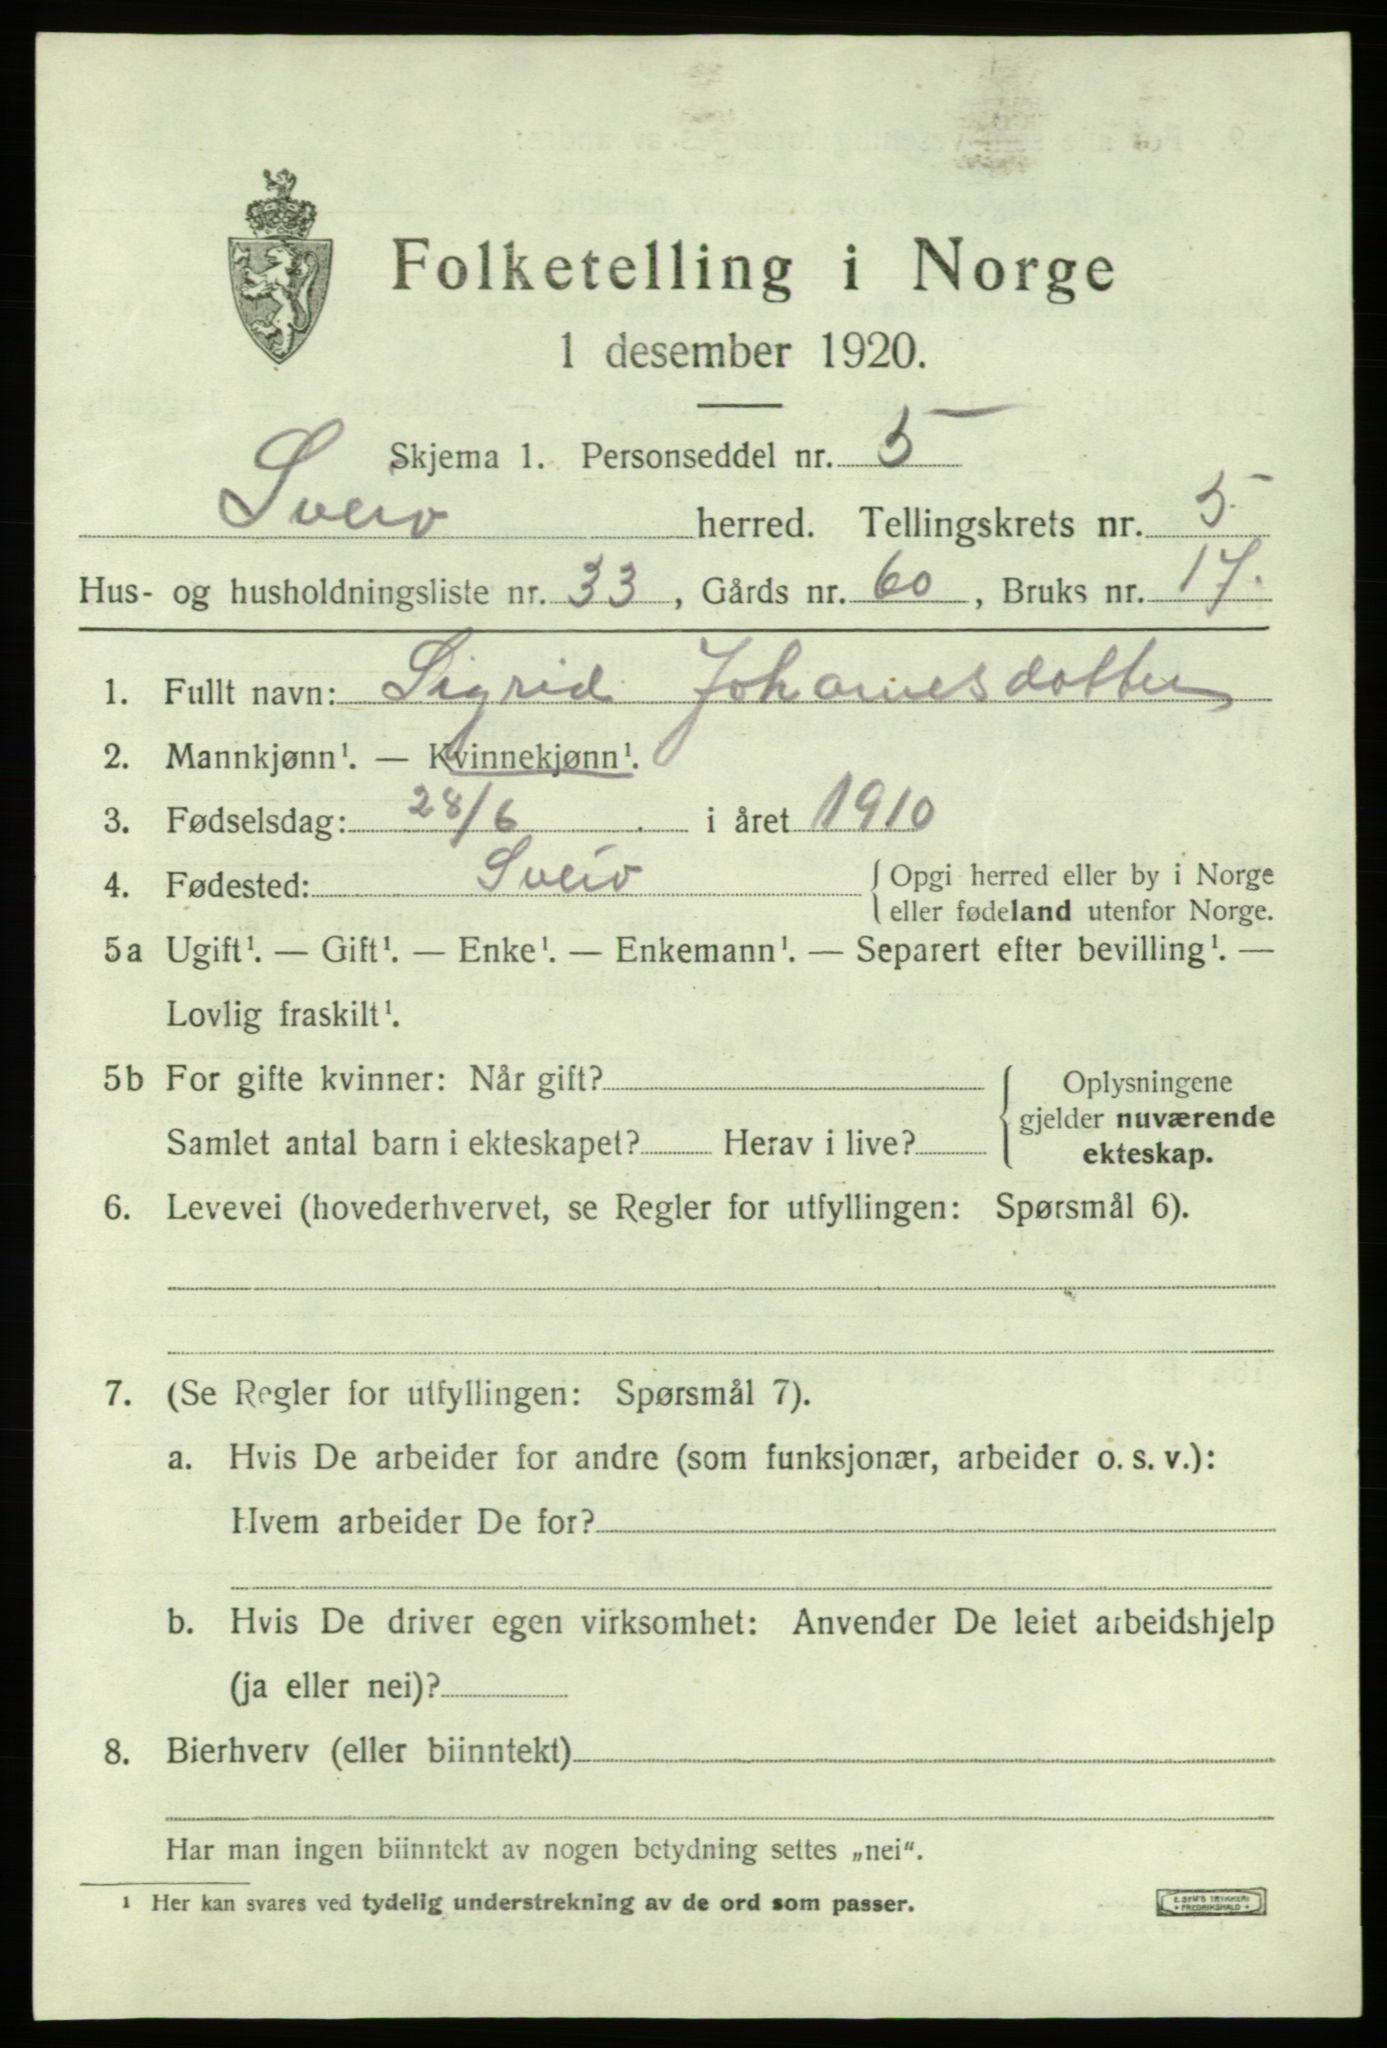 Folketelling i Norge
1 desember 1920.
Skjema 1. Personseddel nr. 5
Sveio herred. Tellingskrets nr. 5
Hus- og husholdningsliste nr. 33, Gårds nr. 60, Bruks nr. 17.
1. Fullt navn: Sigrid Johannesdotter
2. Mannkjønn¹. — Kvinnekjønn¹.
3. Fødselsdag: 28/6 i året 1910
4. Fødested: Sveio { Opgi herred eller by i Norge
eller fødeland utenfor Norge.
5a Ugift¹. — Gift¹. — Enke¹. — Enkemann¹. — Separert efter bevilling¹. —
Lovlig fraskilt¹.
5b For gifte kvinner: Når gift? { Oplysningene
gjelder nuværende
Samlet antal barn i ekteskapet? Herav i live?
ekteskap.
6. Levevei (hovederhvervet, se Regler for utfyllingen: Spørsmål 6).
7. (Se Regler for utfyllingen: Spørsmål 7).
a. Hvis De arbeider for andre (som funksjonær, arbeider o. s. v.):
Hvem arbeider De for?
b. Hvis De driver egen virksomhet: Anvender De leiet arbeidshjelp
(ja eller nei)?
8. Bierhverv (eller biinntekt)
Har man ingen biinntekt av nogen betydning settes „nei“.
¹ Her kan svares ved tydelig understrekning av de ord som passer.
E. SEM'S TRYKKERI
• FREDRIKSHALD •